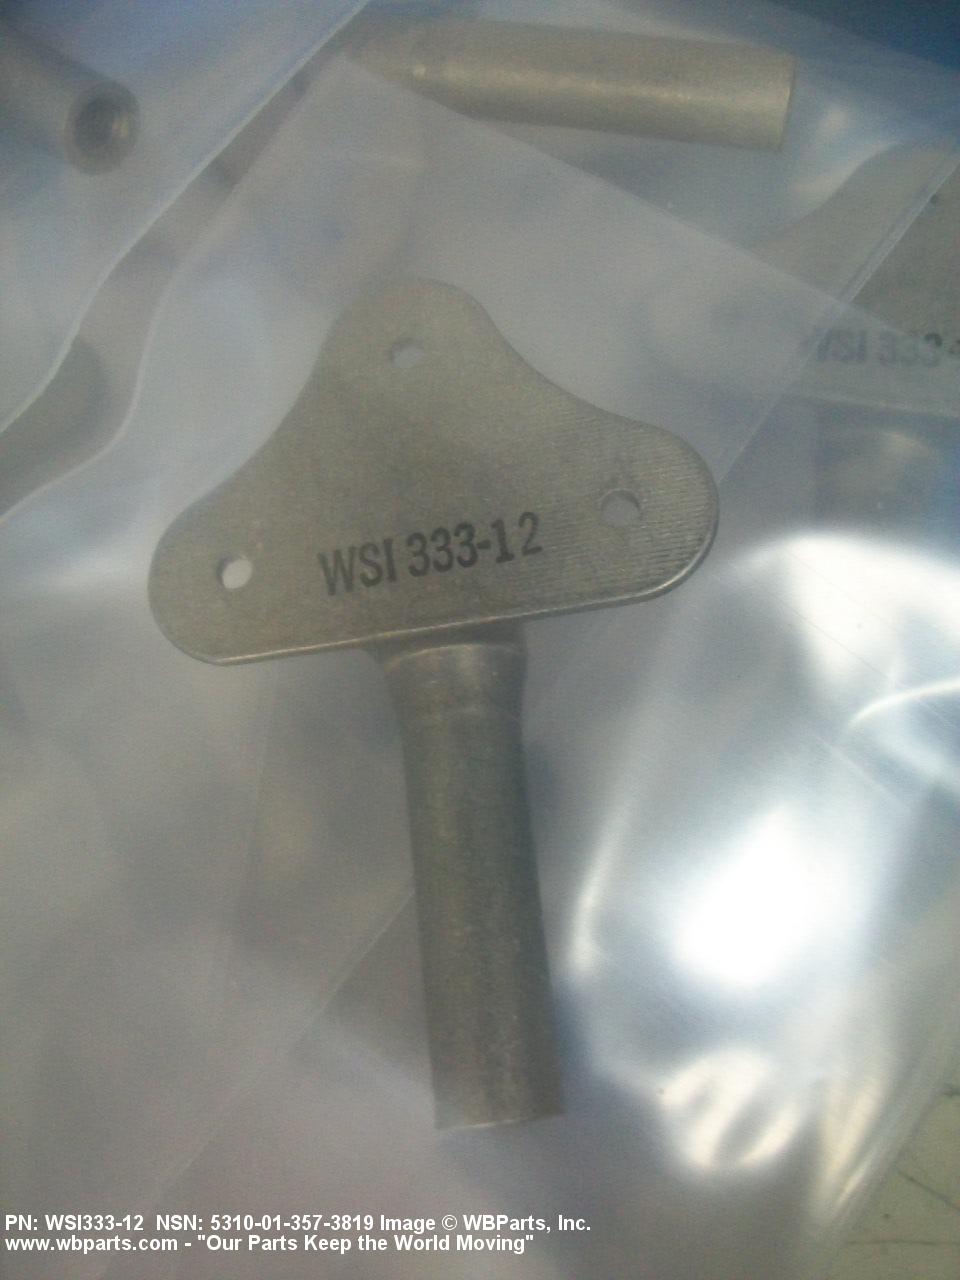 WSI 333-
WSI 333-12
PN: WSI333-12 NSN: 5310-01-357-3819 Image © WBParts, Inc.
www.wbparts.com - "Our Parts Keep the World Moving"